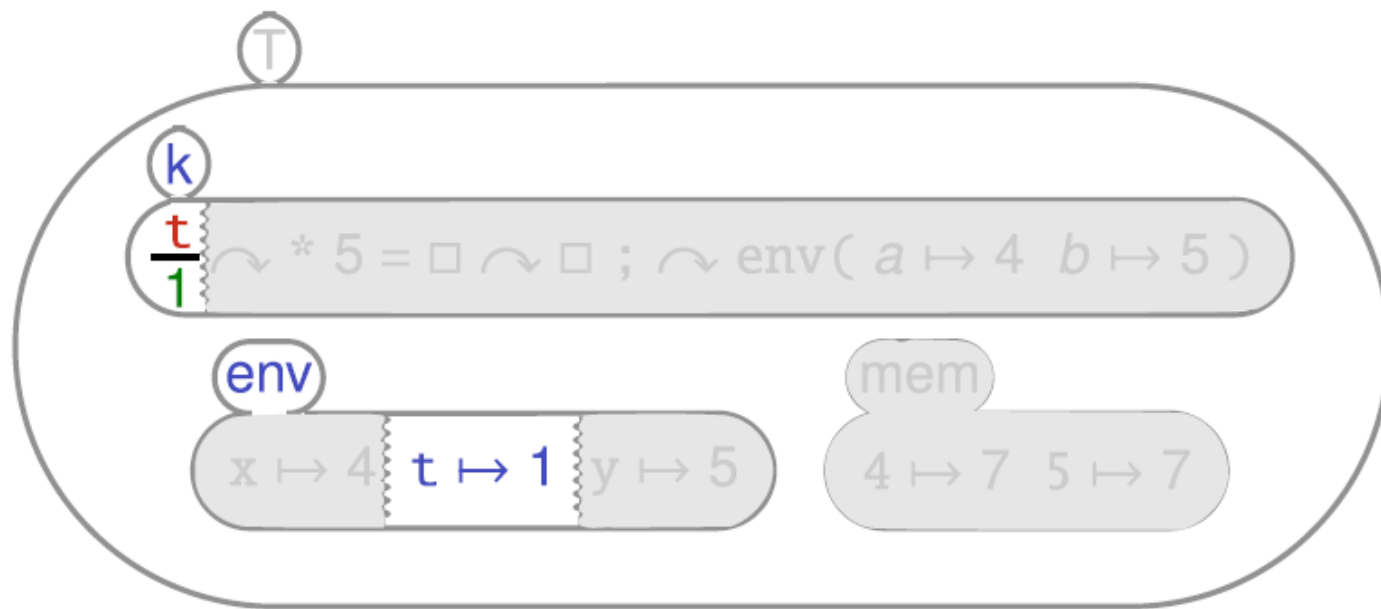 T
k
t
↷ * 5 = □ ↷ □ ; ↷ env( a ↦ 4 b ↦ 5 )
1
env
mem
x ↦ 4 t ↦ 1 y ↦ 5
4 ↦ 7 5 ↦ 7